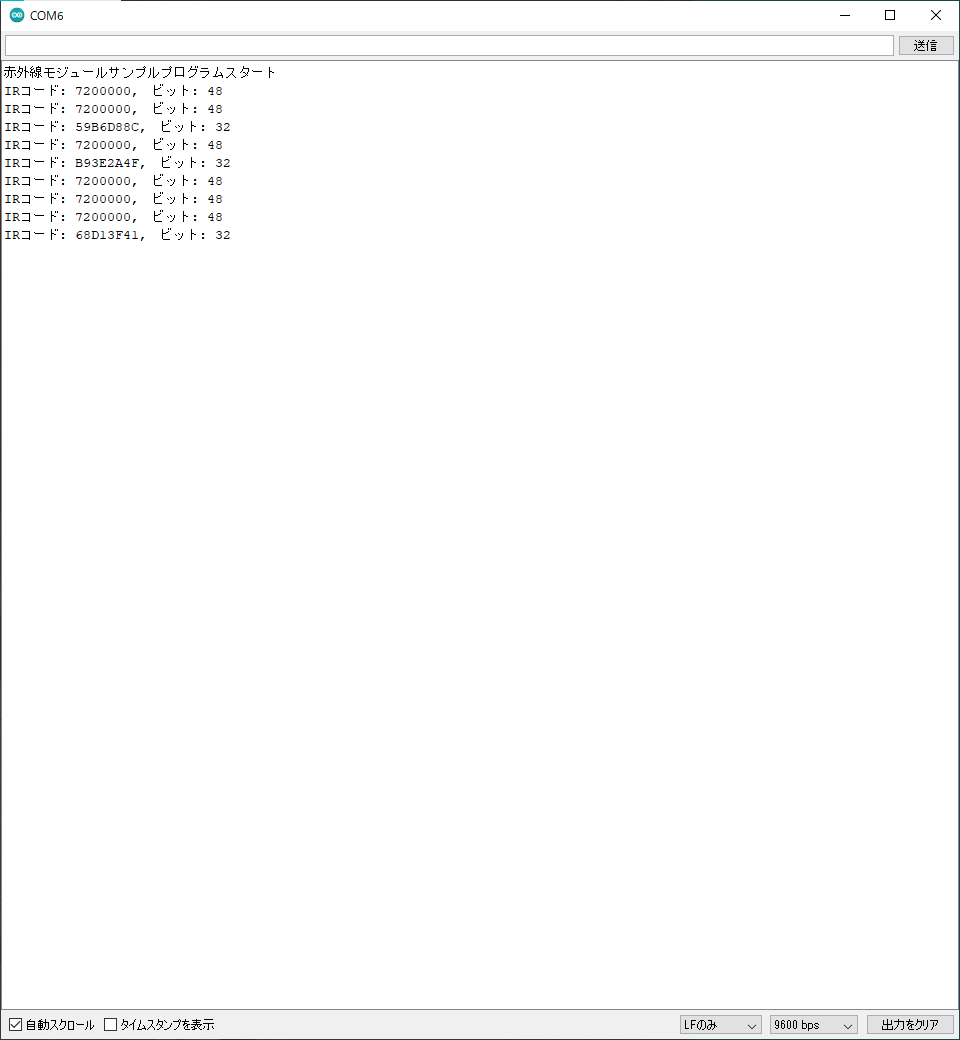 COM6
送信
赤外線モジュールサンプルプログラムスタート
IRコード: 7200000, ビット: 48
IRコード: 7200000, ビット: 48
IRコード: 59B6D88C, ビット: 32
IRコード: 7200000, ビット: 48
IRコード: B93E2A4F, ビット: 32
IRコード: 7200000, ビット: 48
IRコード: 7200000, ビット: 48
IRコード: 7200000, ビット: 48
IRコード: 68D13F41, ビット: 32
自動スクロール タイムスタンプを表示 LFのみ 9600 bps 出力をクリア